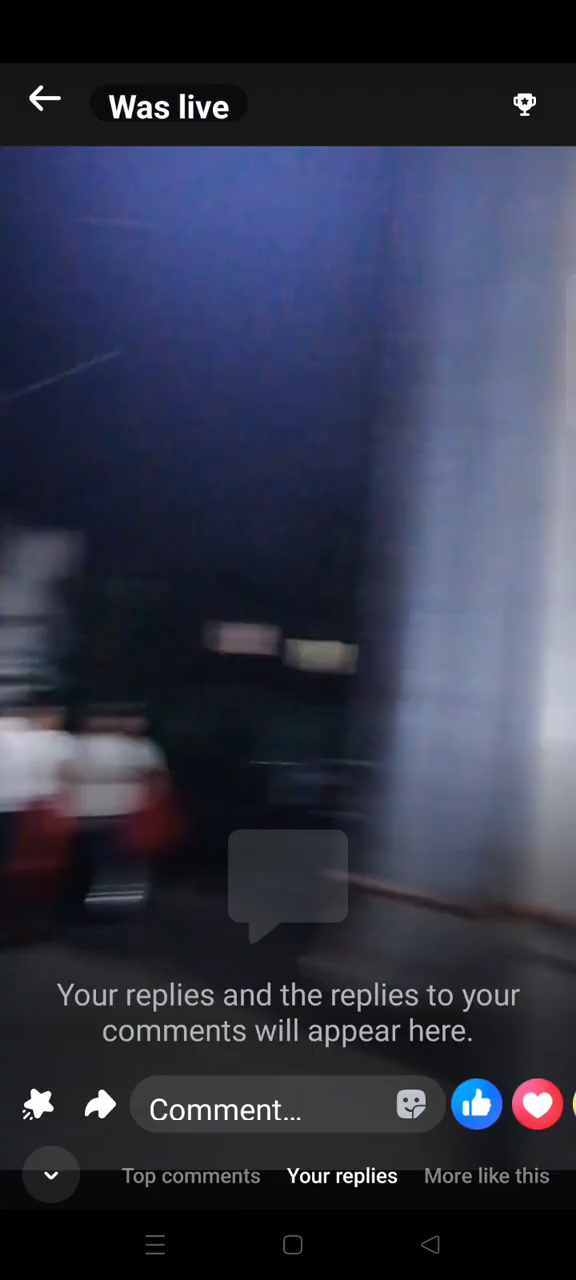 Was live
Your replies and the replies to your
comments will appear here.
Comment...
Top comments Your replies More like this